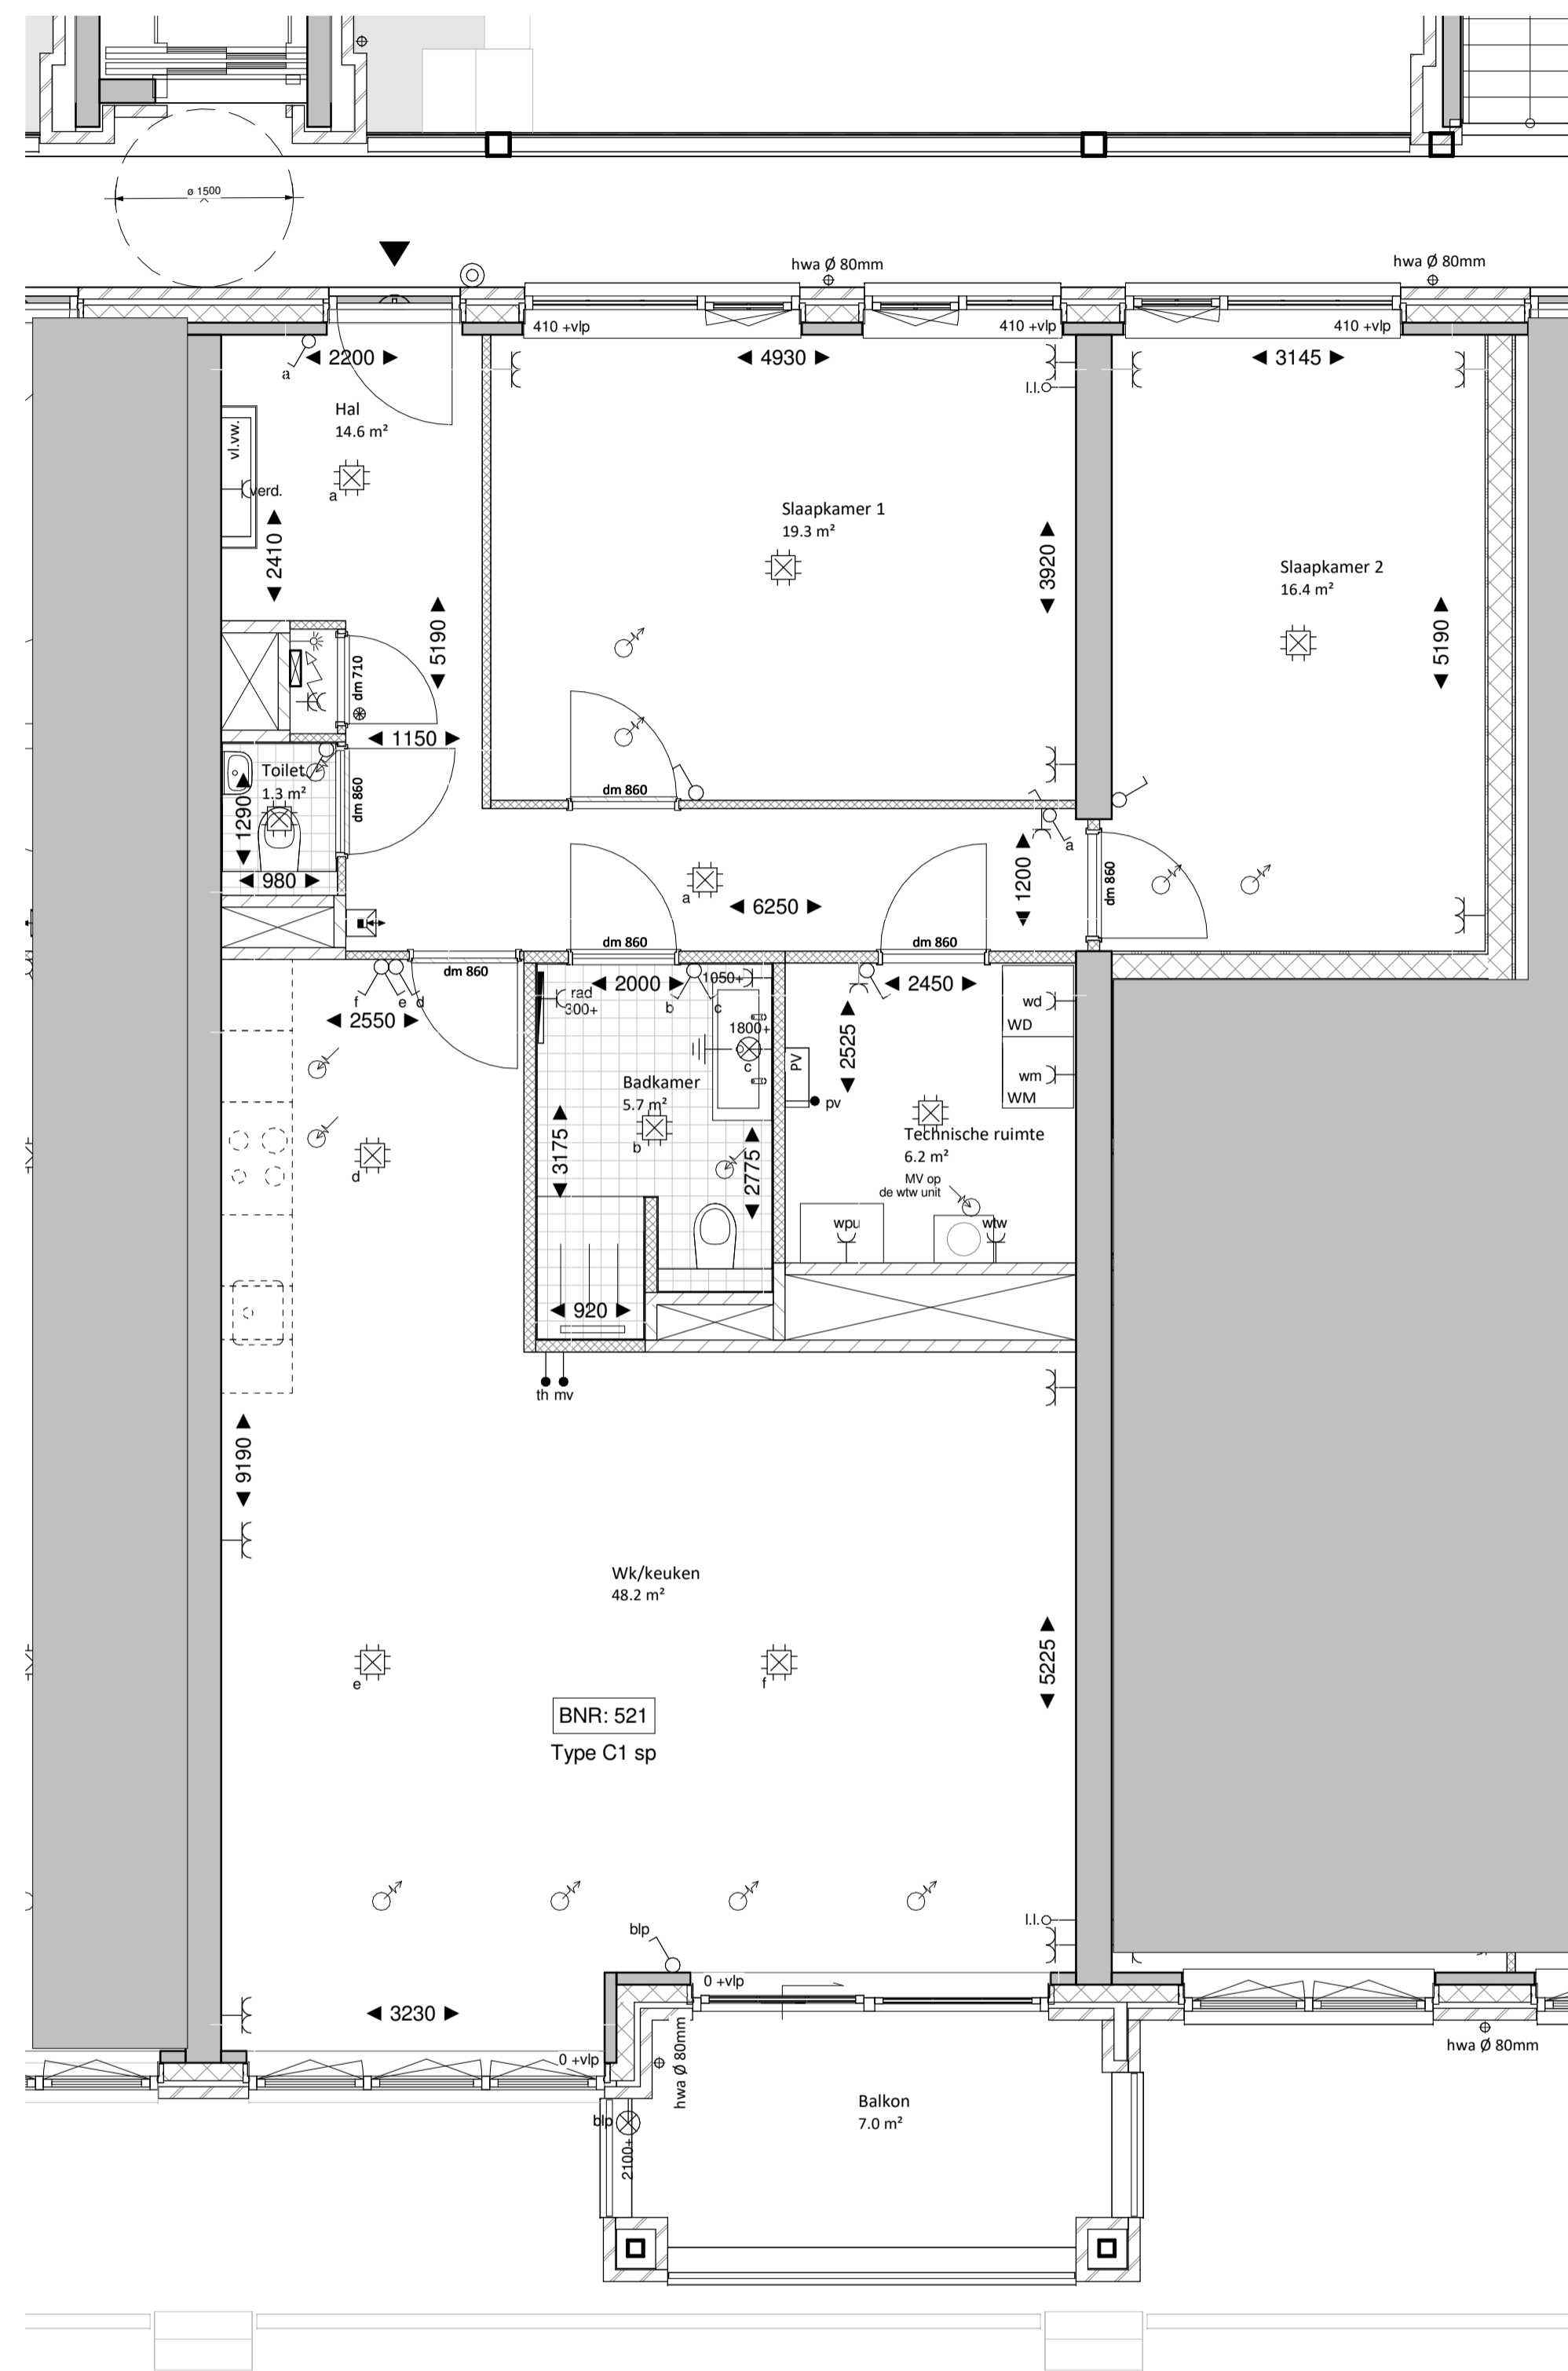 ø 1500
hwa Ø 80mm
hwa Ø 80mm
410 +vlp
410 +vlp
410 +vlp
a
2200
4930
3145
l.l.
Hal
14.6 m²
vl.vw.
verd.
a
2410
Slaapkamer 1
19.3 m²
3920
Slaapkamer 2
16.4 m²
5190
5190
dm 710
1150
Toilet
1.3 m²
1290
dm 860
980
dm 860
a
1200
dm 860
a
6250
dm 860
dm 860
dm 860
f
e
d
2550
rad
300+
2000
b
c
1050+
1800+
c
2450
2525
wd
WD
wm
WM
PV
pv
Badkamer
5.7 m²
b
3175
2775
d
Technische ruimte
6.2 m²
MV op
de wtw unit
wpu
wtw
920
th mv
9190
Wk/keuken
48.2 m²
5225
e
f
BNR: 521
Type C1 sp
l.l.
blp
0 +vlp
3230
0 +vlp
hwa Ø 80mm
hwa Ø 80mm
blp
2100+
Balkon
7.0 m²